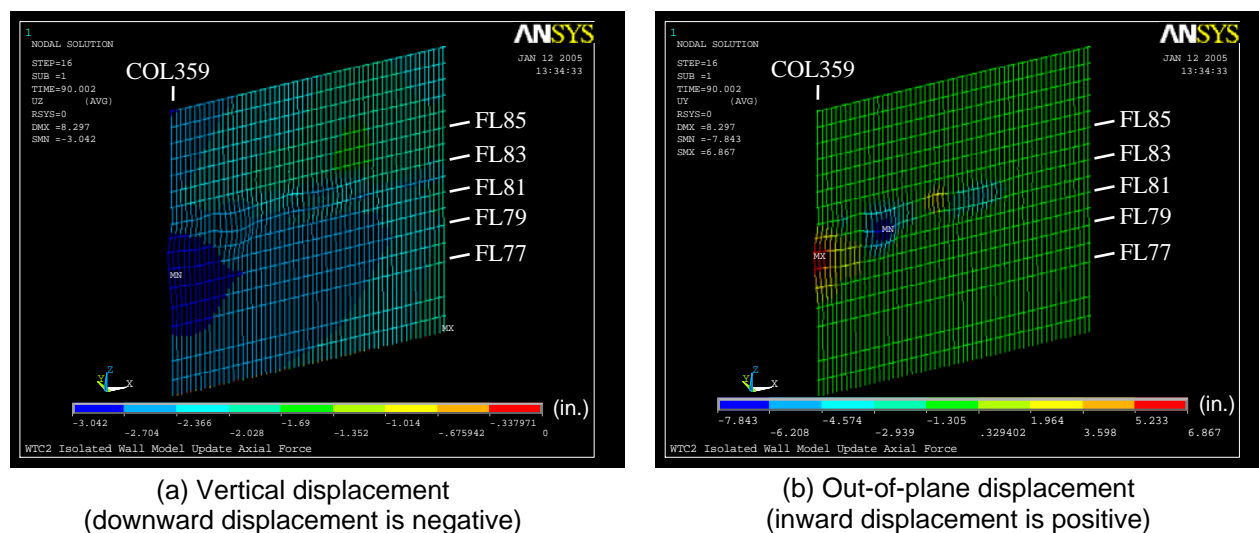 1
NODAL SOLUTION
STEP=16
SUB =1
TIME=90.002
UZ (AVG)
RSYS=0
DMX =8.297
SMN =-3.042
ANSYS
JAN 12 2005
13:34:33
COL359
FL85
FL83
FL81
FL79
FL77
MN
MX
Z
Y
X
(in.)
-3.042 -2.366 -1.69 -1.014 -.337971
-2.704 -2.028 -1.352 -.675942 0
WTC2 Isolated Wall Model Update Axial Force
(a) Vertical displacement
(downward displacement is negative)
1
NODAL SOLUTION
STEP=16
SUB =1
TIME=90.002
UY (AVG)
RSYS=0
DMX =8.297
SMN =-7.843
SMX =6.867
ANSYS
JAN 12 2005
13:34:33
COL359
FL85
FL83
FL81
FL79
FL77
MN
MX
Z
Y
X
(in.)
-7.843 -4.574 -1.305 1.964 5.233
-6.208 -2.939 .329402 3.598 6.867
WTC2 Isolated Wall Model Update Axial Force
(b) Out-of-plane displacement
(inward displacement is positive)